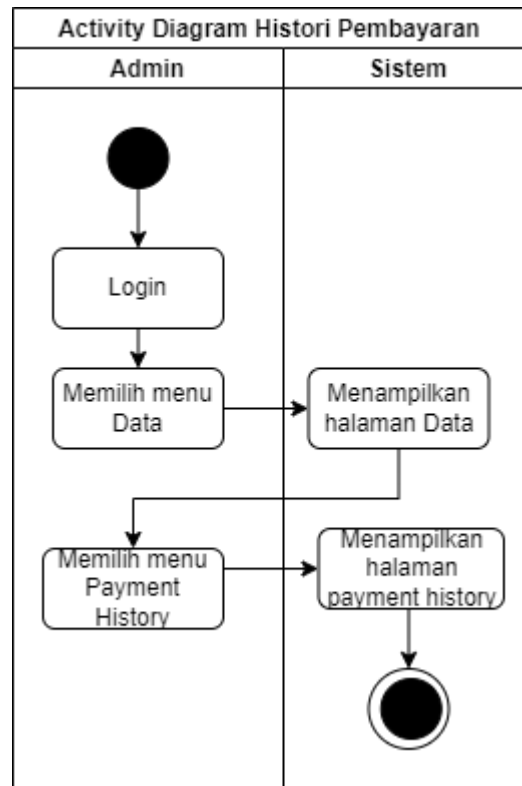 Activity Diagram Histori Pembayaran
Admin
Sistem
Login
Memilih menu
Data
Menampilkan
halaman Data
Memilih menu
Payment
History
Menampilkan
halaman
payment history